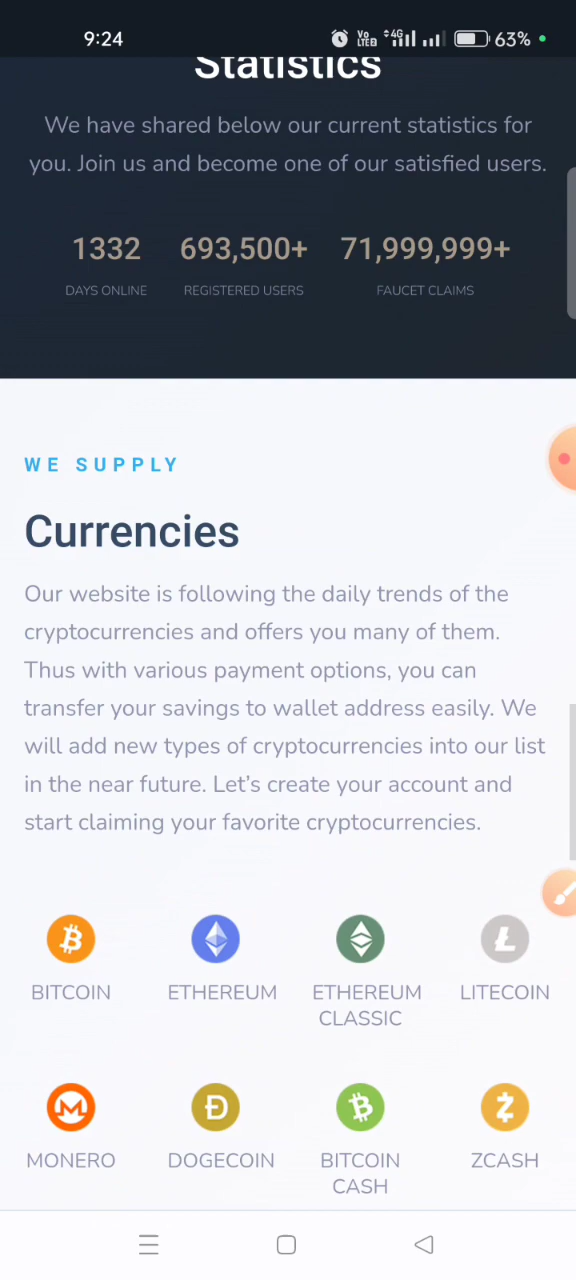 9:24
Vo
LTE2
4G
63%
Statistics
We have shared below our current statistics for
you. Join us and become one of our satisfied users.
1332
693,500+
71,999,999+
DAYS ONLINE
REGISTERED USERS
FAUCET CLAIMS
WE SUPPLY
Currencies
Our website is following the daily trends of the
cryptocurrencies and offers you many of them.
Thus with various payment options, you can
transfer your savings to wallet address easily. We
will add new types of cryptocurrencies into our list
in the near future. Let’s create your account and
start claiming your favorite cryptocurrencies.
BITCOIN
ETHEREUM
ETHEREUM
CLASSIC
LITECOIN
MONERO
DOGECOIN
BITCOIN
CASH
ZCASH